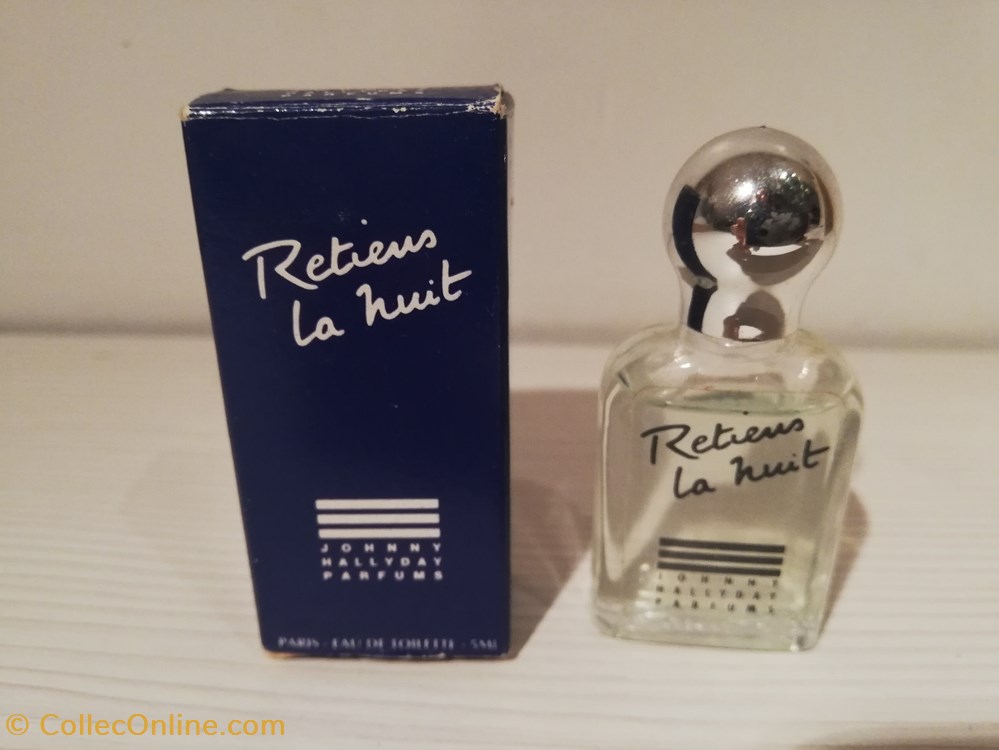 Retiens
la Nuit
JOHNNY
HALLYDAY
PARFUMS
PARIS - EAU DE TOILETTE - 5ML
Retiens
la Nuit
JOHNNY
HALLYDAY
PARFUMS
© CollecOnline.com